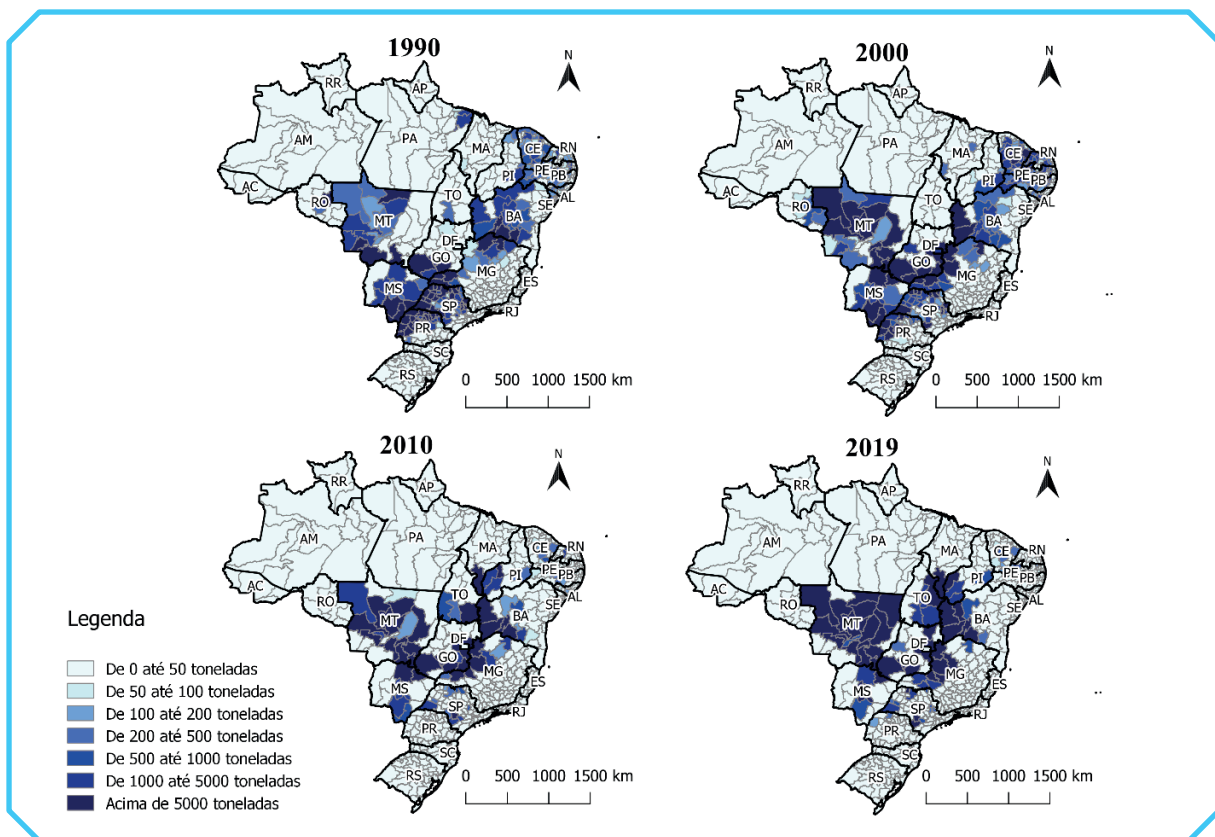 1990
N
RR
AP
AM
PA
MA
CE
RN
PI
PE
PB
AC
RO
TO
AL
SE
MT
BA
DF
GO
MG
MS
ES
SP
RJ
PR
SC
RS
0 500 1000 1500 km
2000
N
RR
AP
AM
PA
MA
CE
RN
PI
PE
PB
AC
RO
TO
AL
SE
MT
BA
DF
GO
MG
MS
ES
SP
RJ
PR
SC
RS
0 500 1000 1500 km
2010
N
RR
AP
AM
PA
MA
CE
RN
PI
PE
PB
AC
RO
TO
AL
SE
MT
BA
DF
GO
MG
MS
ES
SP
RJ
PR
SC
RS
0 500 1000 1500 km
2019
N
RR
AP
AM
PA
MA
CE
RN
PI
PE
PB
AC
RO
TO
AL
SE
MT
BA
DF
GO
MG
MS
ES
SP
RJ
PR
SC
RS
0 500 1000 1500 km
Legenda
De 0 até 50 toneladas
De 50 até 100 toneladas
De 100 até 200 toneladas
De 200 até 500 toneladas
De 500 até 1000 toneladas
De 1000 até 5000 toneladas
Acima de 5000 toneladas